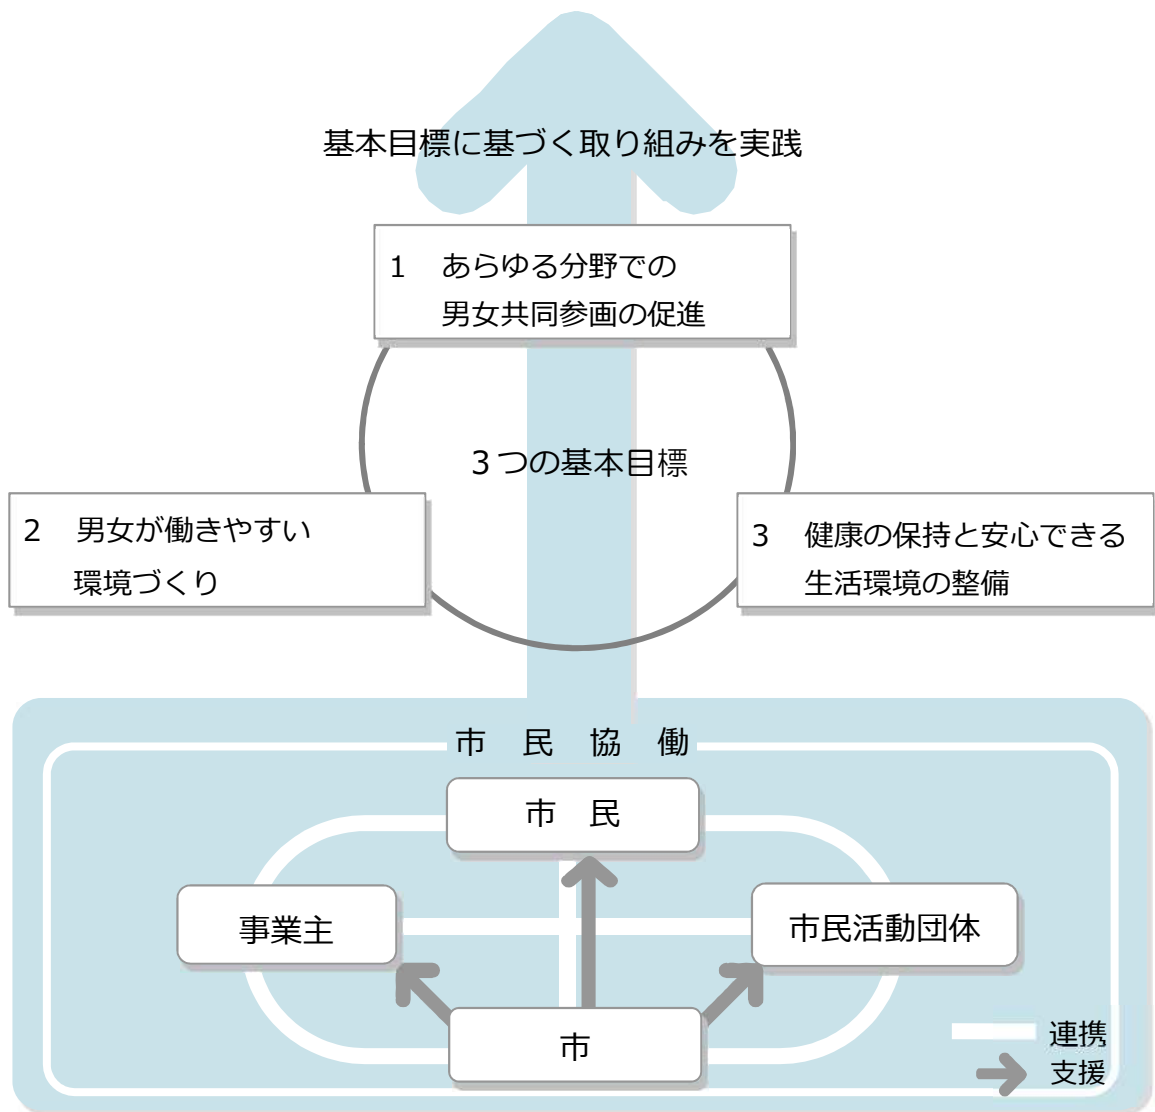 基本目標に基づく取り組みを実践
1　あらゆる分野での
男女共同参画の促進
3つの基本目標
2　男女が働きやすい
環境づくり
3　健康の保持と安心できる
生活環境の整備
市　民　協　働
市　民
事業主
市民活動団体
市
連携
支援